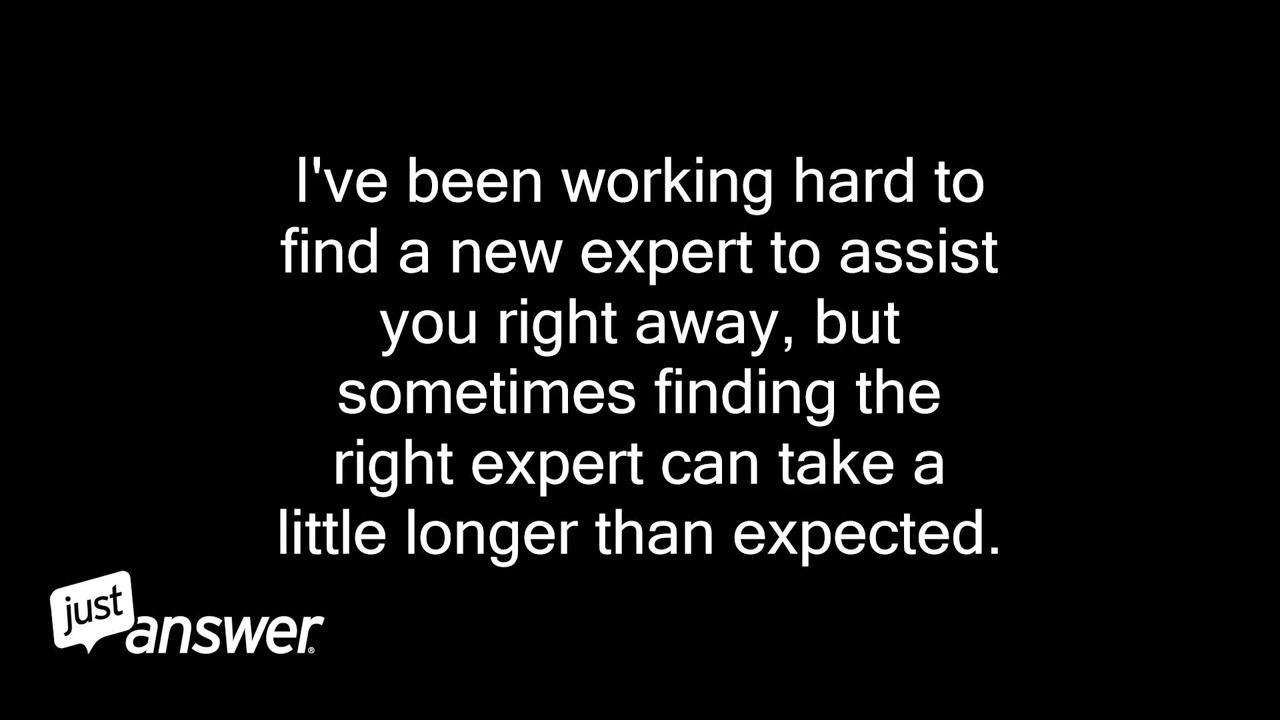 I've been working hard to
find a new expert to assist
you right away, but
sometimes finding the
right expert can take a
little longer than expected.
just
answer®